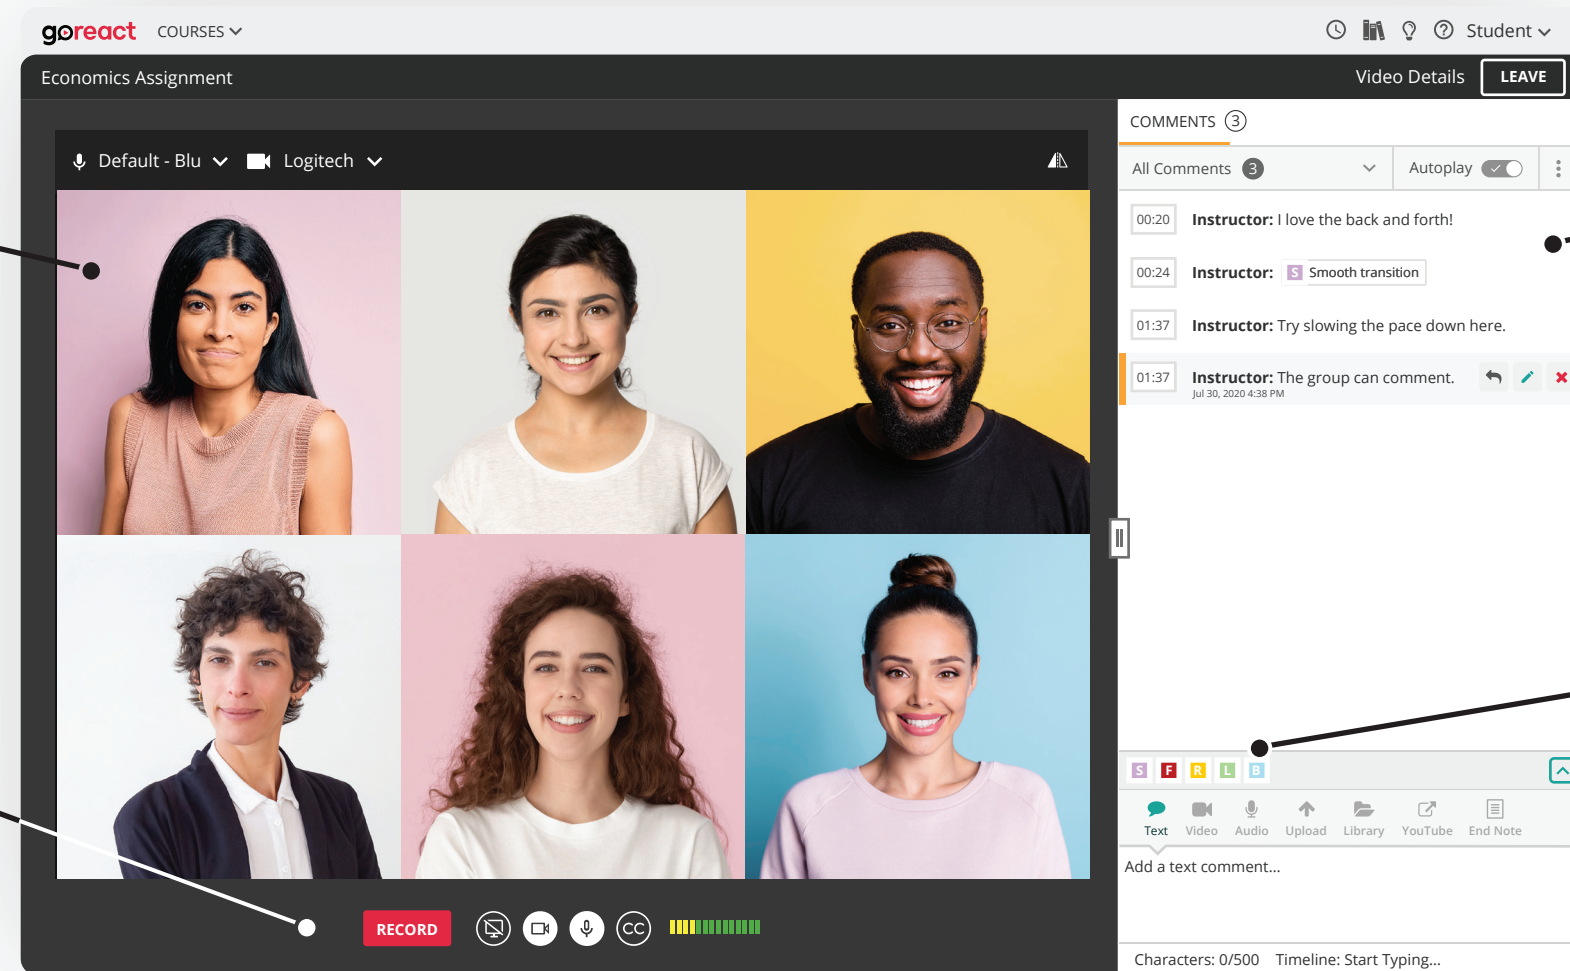 goreact COURSES
Student
Economics Assignment
Video Details LEAVE
Default - Blu Logitech
COMMENTS 3
All Comments 3 Autoplay
00:20 Instructor: I love the back and forth!
00:24 Instructor: S Smooth transition
01:37 Instructor: Try slowing the pace down here.
01:37 Instructor: The group can comment.
Jul 30, 2020 4:38 PM
S F R L B
Text Video Audio Upload Library YouTube End Note
Add a text comment...
RECORD CC
Characters: 0/500 Timeline: Start Typing...